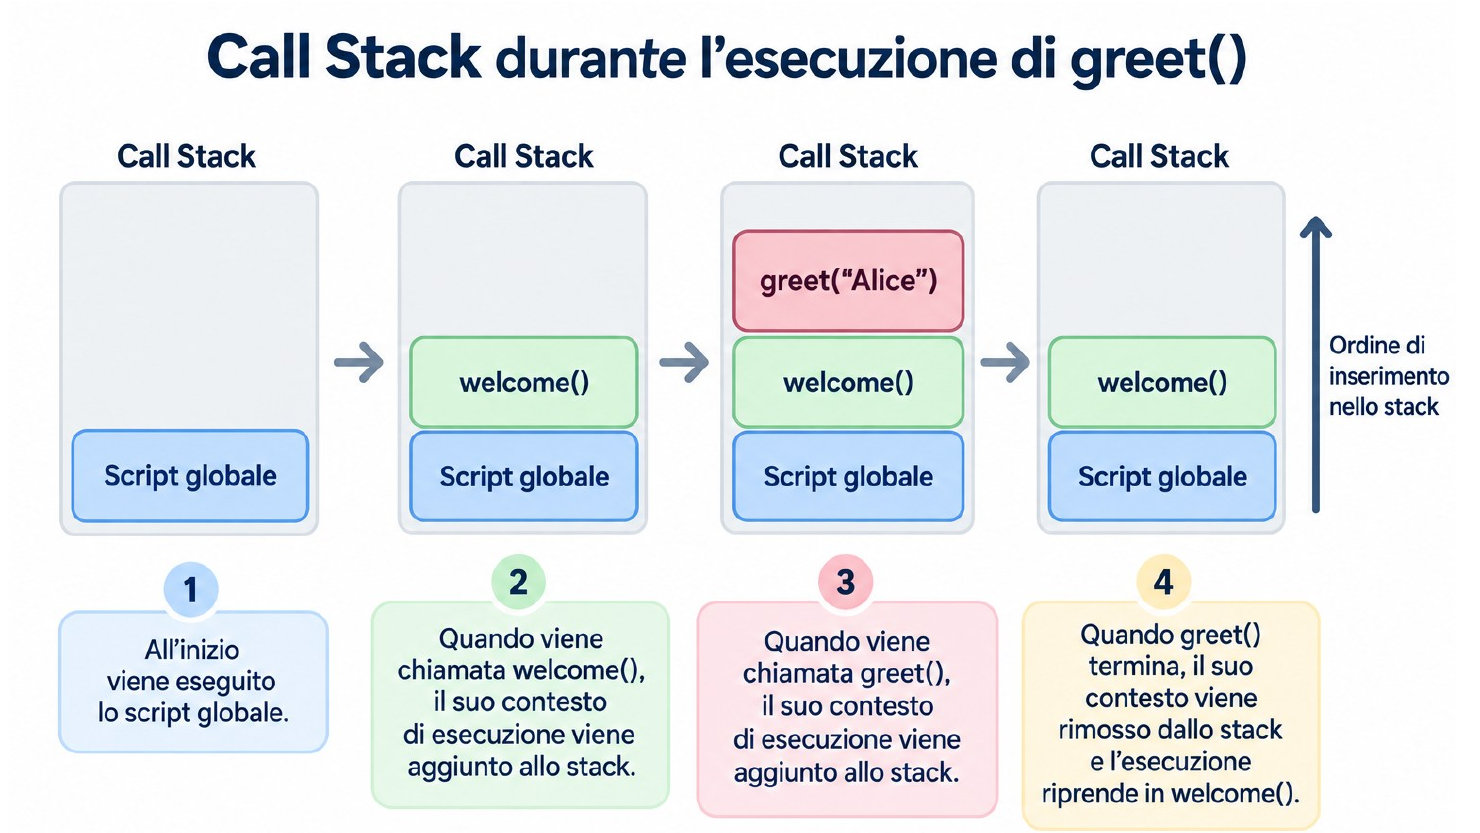 Call Stack durante l’esecuzione di greet()
Call Stack
Script globale
1
All’inizio
viene eseguito
lo script globale.
Call Stack
welcome()
Script globale
2
Quando viene
chiamata welcome(),
il suo contesto
di esecuzione viene
aggiunto allo stack.
Call Stack
greet(“Alice”)
welcome()
Script globale
3
Quando viene
chiamata greet(),
il suo contesto
di esecuzione viene
aggiunto allo stack.
Call Stack
welcome()
Script globale
4
Quando greet()
termina, il suo
contesto viene
rimosso dallo stack
e l’esecuzione
riprende in welcome().
Ordine di
inserimento
nello stack